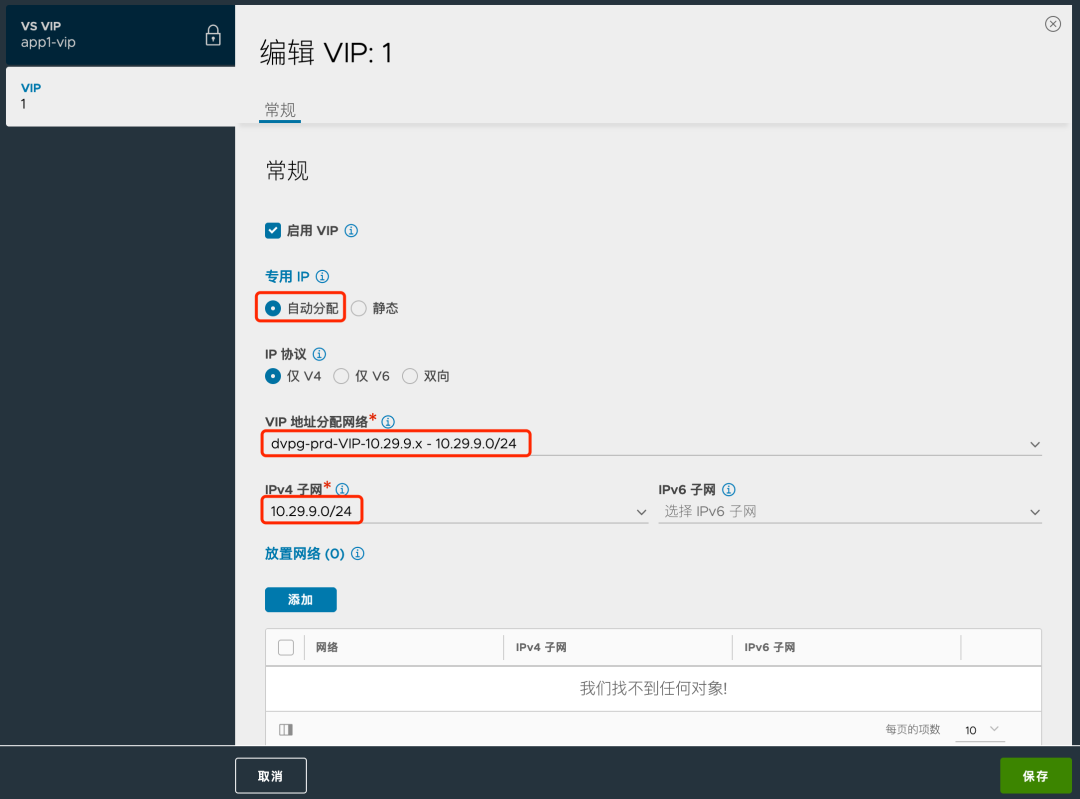 VS VIP
app1-vip
VIP
1
编辑 VIP: 1
常规
常规
启用 VIP
专用 IP
自动分配 静态
IP 协议
仅 V4 仅 V6 双向
VIP 地址分配网络*
dvpg-prd-VIP-10.29.9.x - 10.29.9.0/24
IPv4 子网* IPv6 子网
10.29.9.0/24 选择 IPv6 子网
放置网络 (0)
添加
网络 IPv4 子网 IPv6 子网
我们找不到任何对象!
每页的项数 10
取消 保存